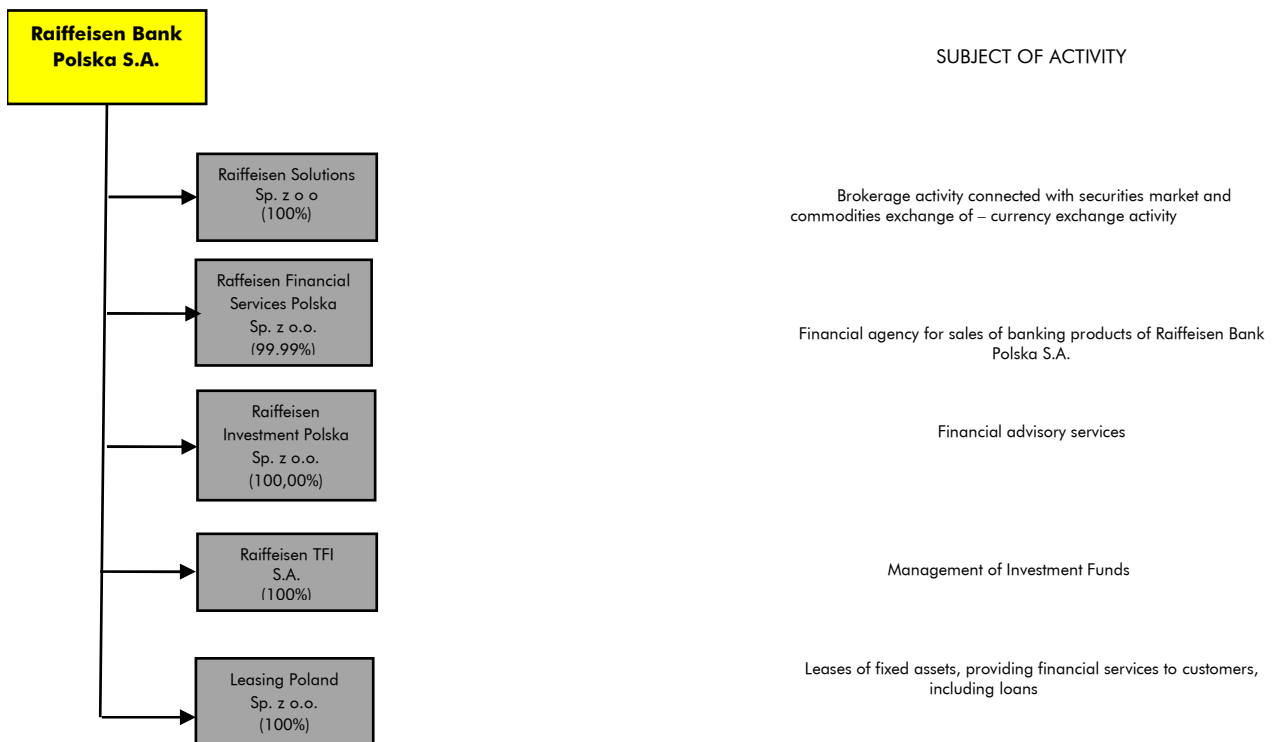 Raiffeisen Bank
Polska S.A.
SUBJECT OF ACTIVITY
Raiffeisen Solutions
Sp. z o o
(100%)
Brokerage activity connected with securities market and
commodities exchange of – currency exchange activity
Raffeisen Financial
Services Polska
Sp. z o.o.
(99.99%)
Financial agency for sales of banking products of Raiffeisen Bank
Polska S.A.
Raiffeisen
Investment Polska
Sp. z o.o.
(100,00%)
Financial advisory services
Raiffeisen TFI
S.A.
(100%)
Management of Investment Funds
Leasing Poland
Sp. z o.o.
(100%)
Leases of fixed assets, providing financial services to customers,
including loans